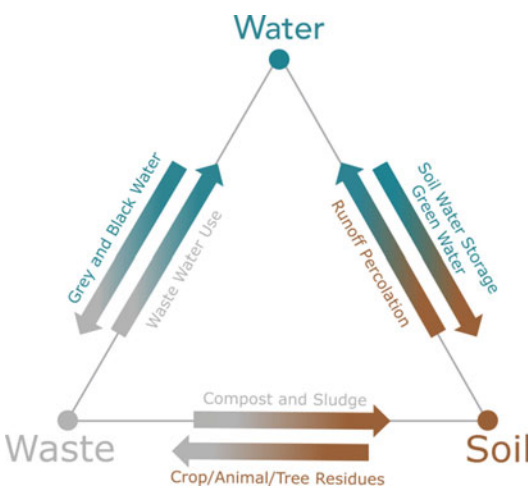 Water
Grey and Black Water
Waste Water Use
Runoff Percolation
Soil Water Storage
Green Water
Compost and Sludge
Waste
Soil
Crop/Animal/Tree Residues